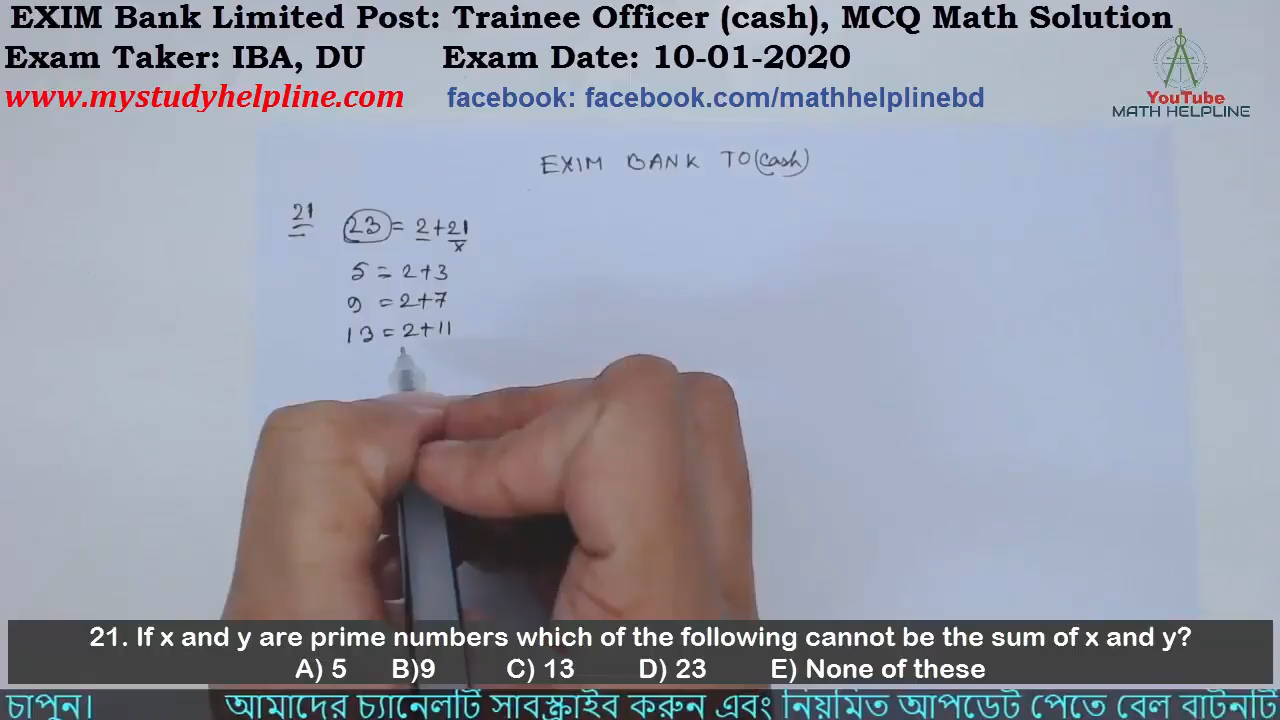 EXIM Bank Limited Post: Trainee Officer (cash), MCQ Math Solution
Exam Taker: IBA, DU Exam Date: 10-01-2020
www.mystudyhelpline.com facebook: facebook.com/mathhelplinebd
YouTube
MATH HELPLINE
EXIM BANK TO(cash)
21 23 = 2+21
x
5 = 2+3
9 = 2+7
13 = 2+11
21. If x and y are prime numbers which of the following cannot be the sum of x and y?
A) 5 B)9 C) 13 D) 23 E) None of these
চাপুন। আমাদের চ্যানেলটি সাবস্ক্রাইব করুন এবং নিয়মিত আপডেট পেতে বেল বাটনটি